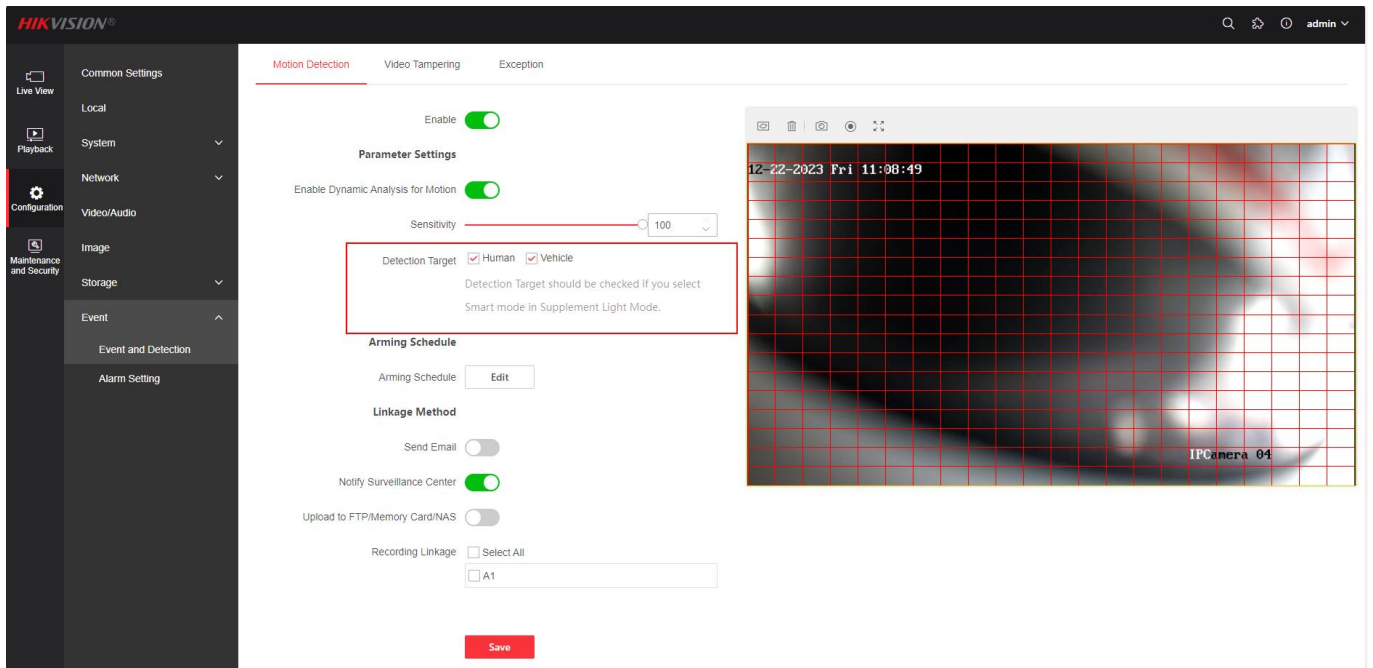 HIKVISION®
admin
Live View
Playback
Configuration
Maintenance
and Security
Common Settings
Local
System
Network
Video/Audio
Image
Storage
Event
Event and Detection
Alarm Setting
Motion Detection Video Tampering Exception
Enable
Parameter Settings
Enable Dynamic Analysis for Motion
Sensitivity 100
Detection Target Human Vehicle
Detection Target should be checked If you select
Smart mode in Supplement Light Mode.
Arming Schedule
Arming Schedule Edit
Linkage Method
Send Email
Notify Surveillance Center
Upload to FTP/Memory Card/NAS
Recording Linkage Select All
A1
Save
12-22-2023 Fri 11:08:49
IPCamera 04